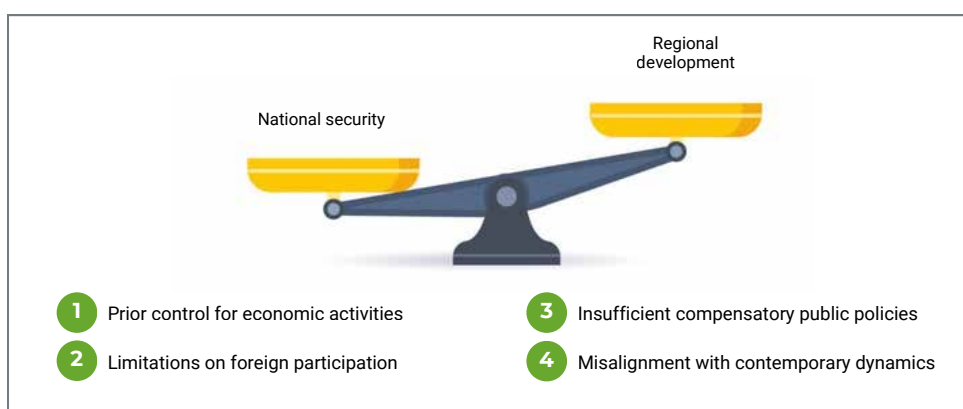 Regional
development
National security
1 Prior control for economic activities
2 Limitations on foreign participation
3 Insufficient compensatory public policies
4 Misalignment with contemporary dynamics